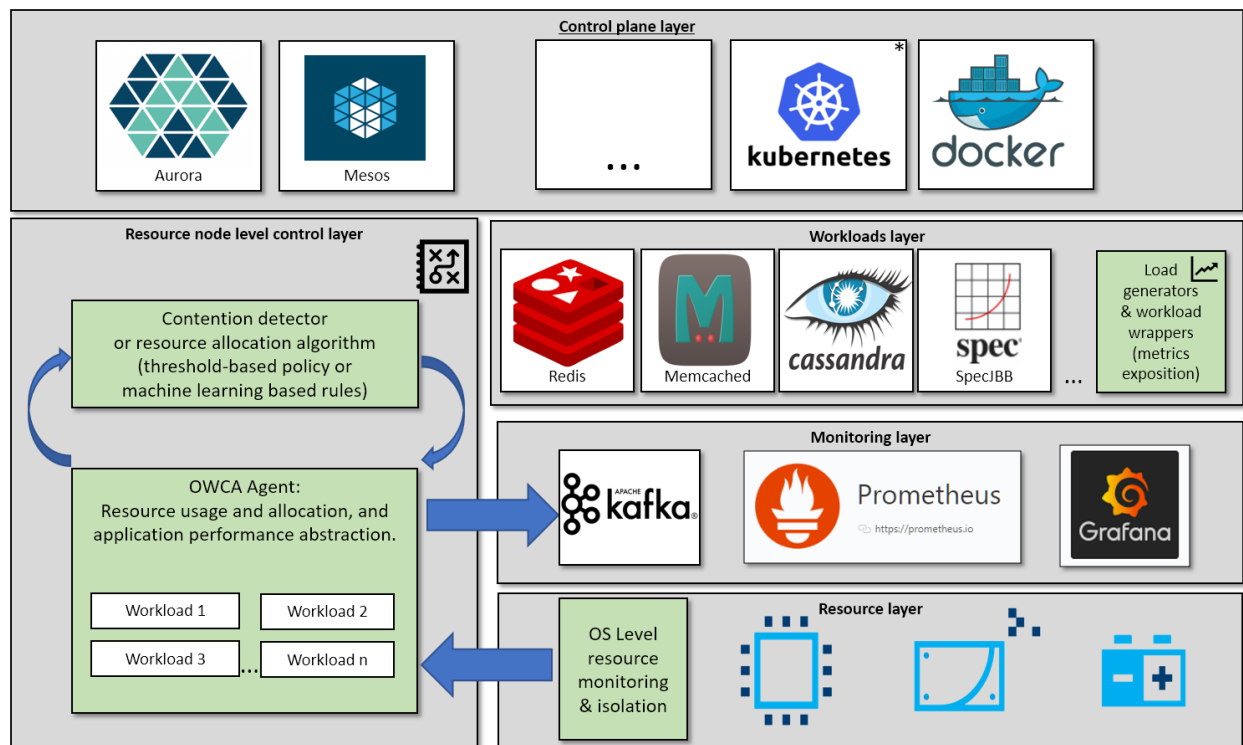 Control plane layer
Aurora
Mesos
...
*
kubernetes
docker
Resource node level control layer
Contention detector
or resource allocation algorithm
(threshold-based policy or
machine learning based rules)
OWCA Agent:
Resource usage and allocation, and
application performance abstraction.
Workload 1
Workload 2
Workload 3
...
Workload n
Workloads layer
Redis
M
Memcached
cassandra
spec®
SpecJBB
...
Load
generators
& workload
wrappers
(metrics
exposition)
Monitoring layer
APACHE
kafka®
Prometheus
https://prometheus.io
Grafana
Resource layer
OS Level
resource
monitoring
& isolation